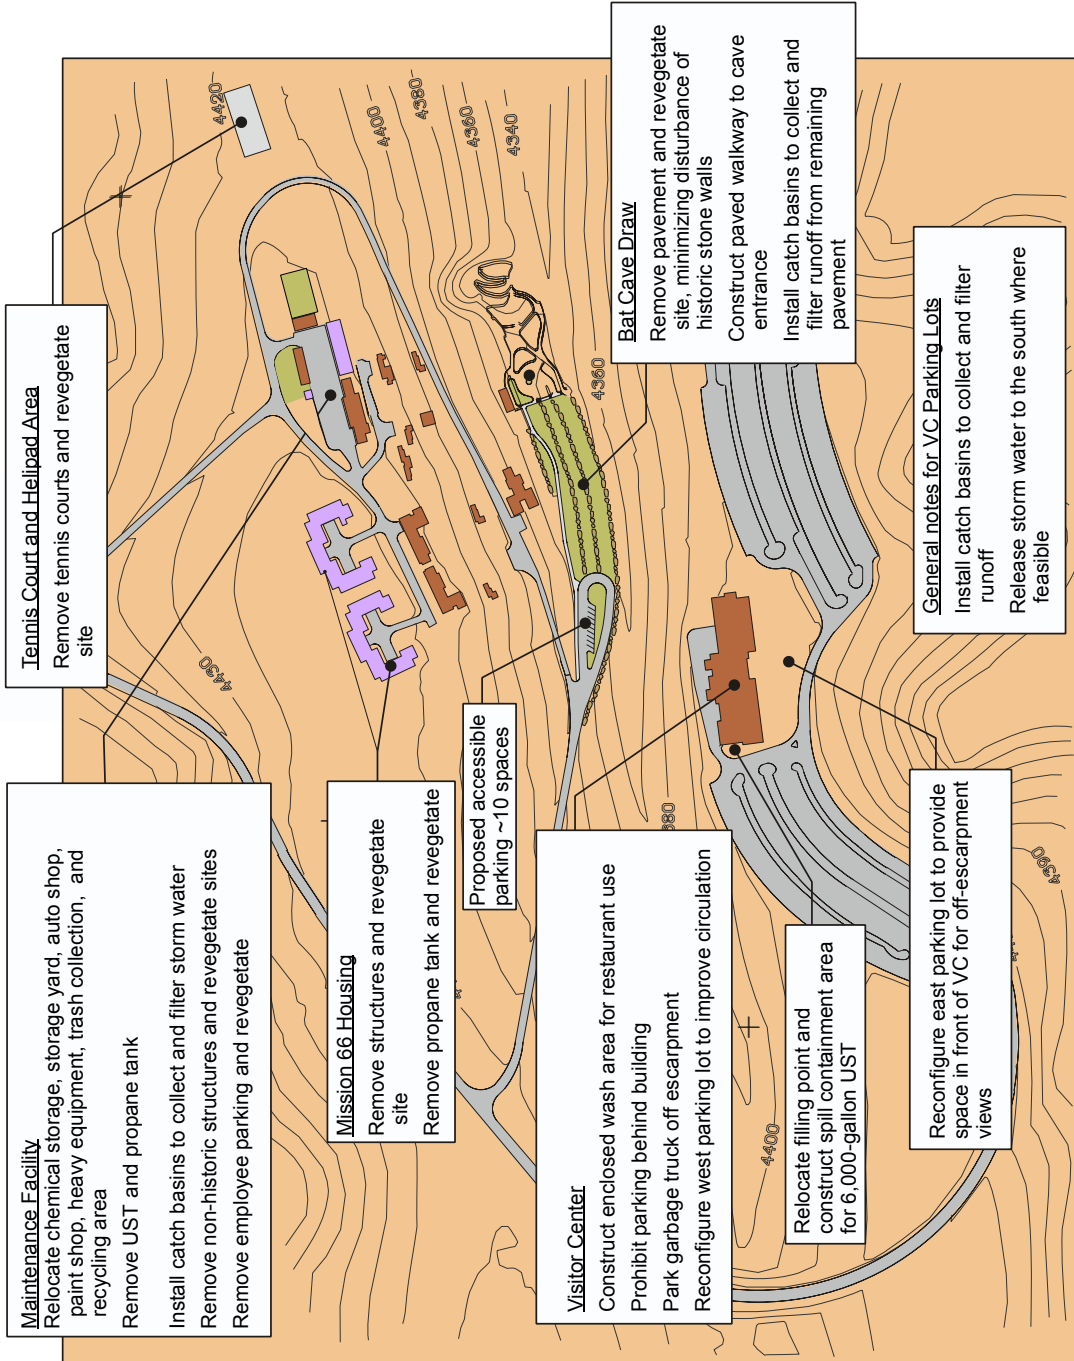 Maintenance Facility
Relocate chemical storage, storage yard, auto shop,
paint shop, heavy equipment, trash collection, and
recycling area
Remove UST and propane tank
Install catch basins to collect and filter storm water
Remove non-historic structures and revegetate sites
Remove employee parking and revegetate
Tennis Court and Helipad Area
Remove tennis courts and revegetate
site
Mission 66 Housing
Remove structures and revegetate
site
Remove propane tank and revegetate
Proposed accessible
parking ~10 spaces
Visitor Center
Construct enclosed wash area for restaurant use
Prohibit parking behind building
Park garbage truck off escarpment
Reconfigure west parking lot to improve circulation
Bat Cave Draw
Remove pavement and revegetate
site, minimizing disturbance of
historic stone walls
Construct paved walkway to cave
entrance
Install catch basins to collect and
filter runoff from remaining
pavement
Relocate filling point and
construct spill containment area
for 6,000-gallon UST
Reconfigure east parking lot to provide
space in front of VC for off-escarpment
views
General notes for VC Parking Lots
Install catch basins to collect and filter
runoff
Release storm water to the south where
feasible
4420
4400
4380
4360
4340
4430
4360
4400
4390